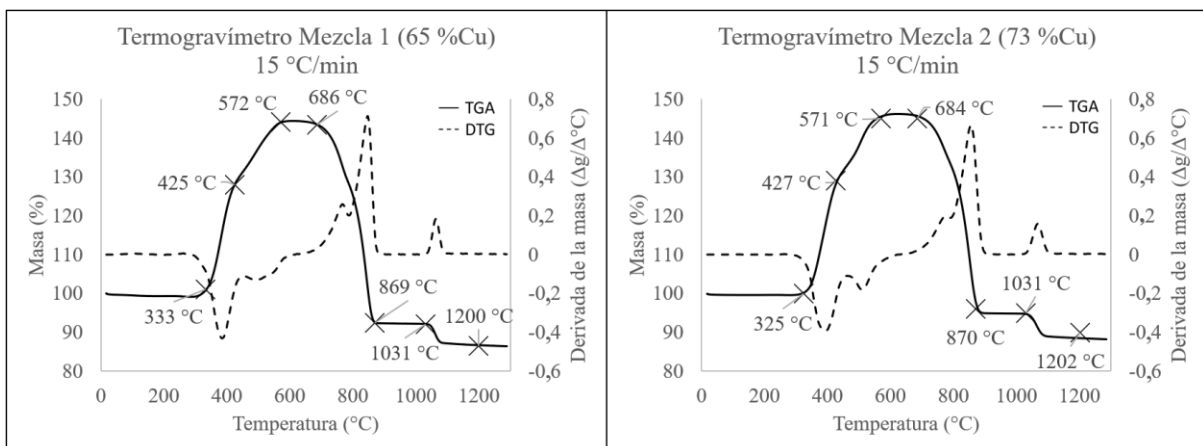 Termogravímetro Mezcla 1 (65 %Cu)
15 °C/min
Masa (%)
150
140
130
120
110
100
90
80
572 °C
686 °C
425 °C
333 °C
869 °C
1031 °C
1200 °C
TGA
DTG
0,8
0,6
0,4
0,2
0
-0,2
-0,4
-0,6
Derivada de la masa (Δg/Δ°C)
0 200 400 600 800 1000 1200
Temperatura (°C)
Termogravímetro Mezcla 2 (73 %Cu)
15 °C/min
Masa (%)
150
140
130
120
110
100
90
80
571 °C
684 °C
427 °C
325 °C
870 °C
1031 °C
1202 °C
TGA
DTG
0,8
0,6
0,4
0,2
0
-0,2
-0,4
-0,6
Derivada de la masa (Δg/Δ°C)
0 200 400 600 800 1000 1200
Temperatura (°C)